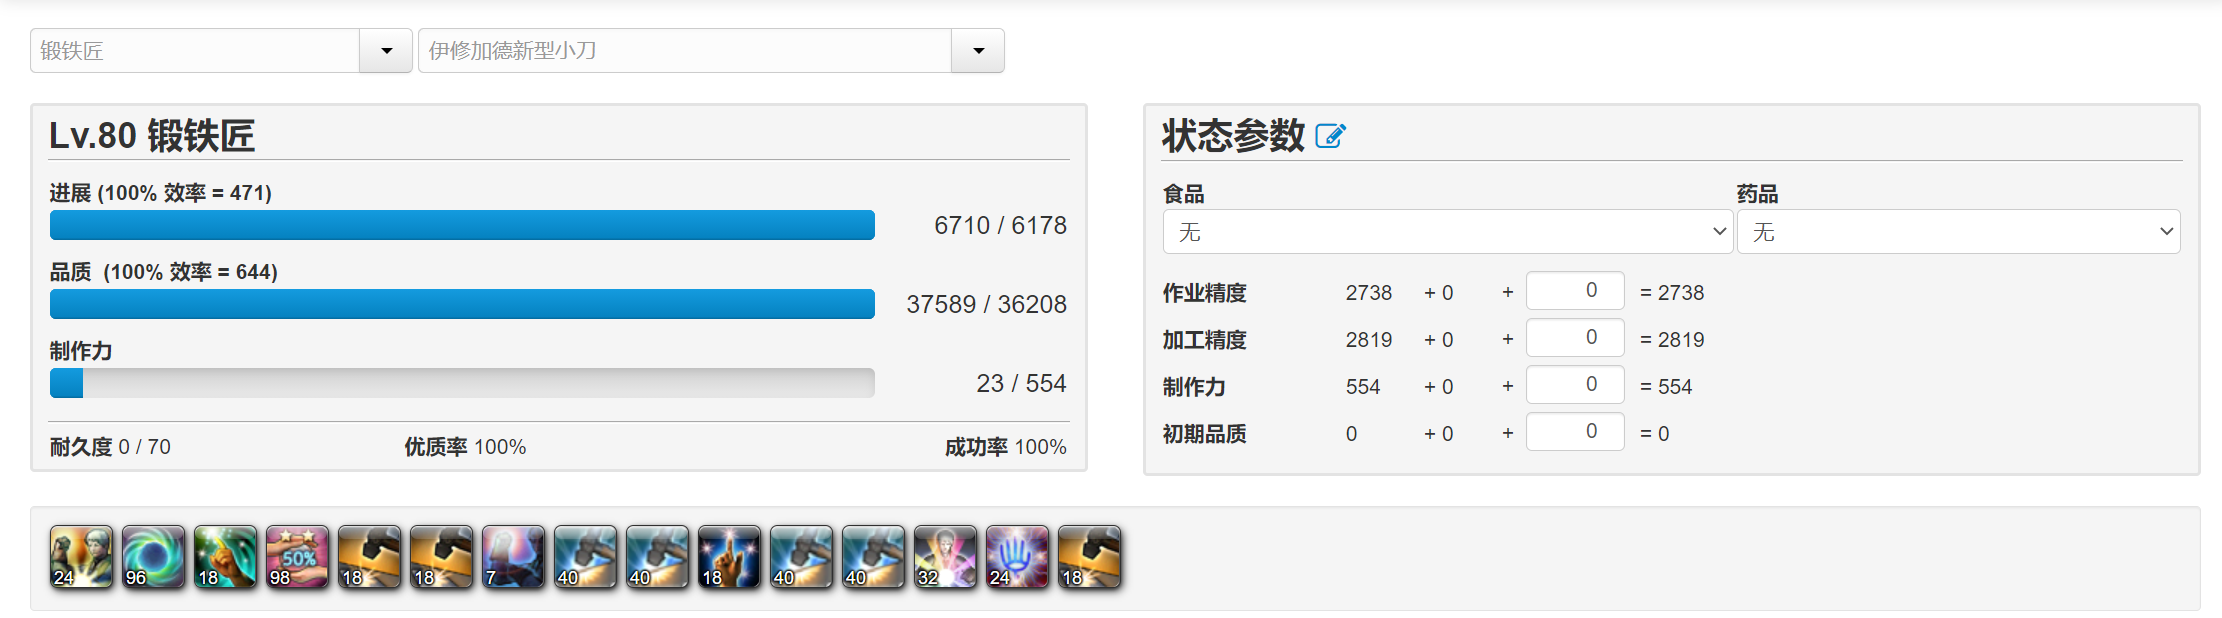 锻铁匠 伊修加德新型小刀
Lv.80 锻铁匠
进展 (100% 效率 = 471)
6710 / 6178
品质 (100% 效率 = 644)
37589 / 36208
制作力
23 / 554
耐久度 0 / 70 优质率 100% 成功率 100%
状态参数
食品 药品
无 无
作业精度 2738 + 0 + 0 = 2738
加工精度 2819 + 0 + 0 = 2819
制作力 554 + 0 + 0 = 554
初期品质 0 + 0 + 0 = 0
24 96 18 50% 98 18 18 7 40 40 18 40 40 32 24 18